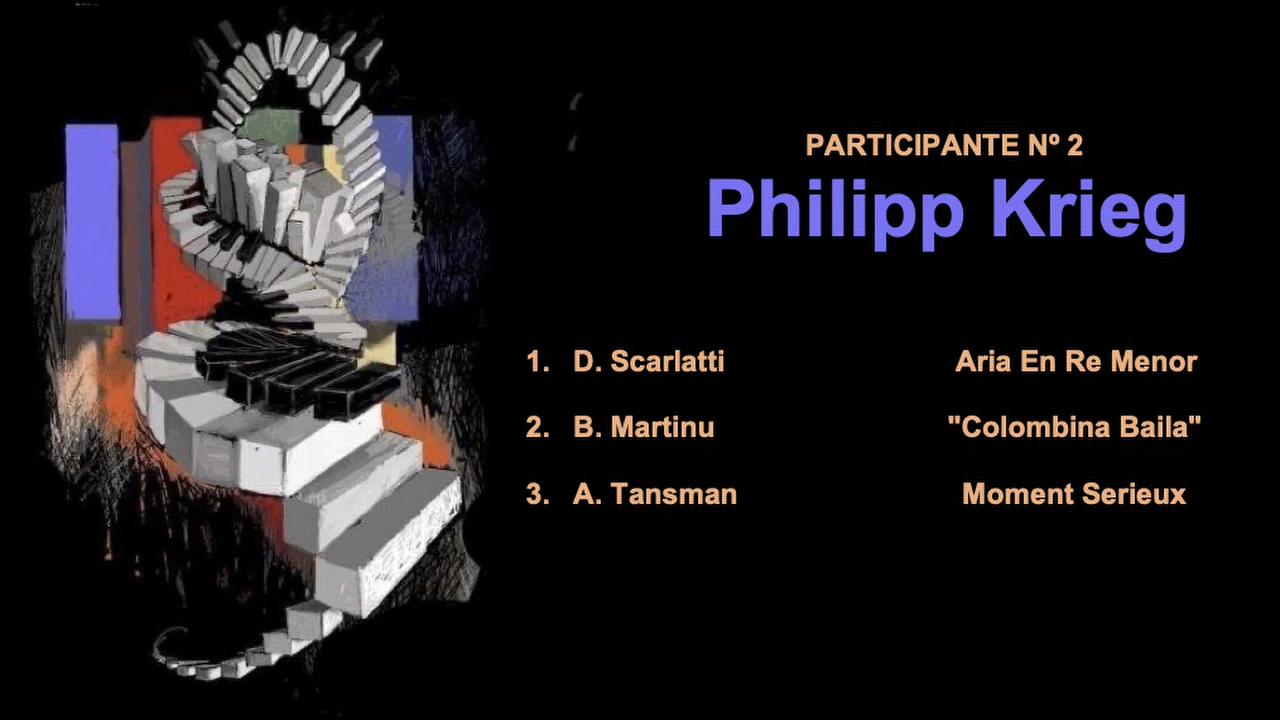 PARTICIPANTE Nº 2
Philipp Krieg
1. D. Scarlatti Aria En Re Menor
2. B. Martinu "Colombina Baila"
3. A. Tansman Moment Serieux